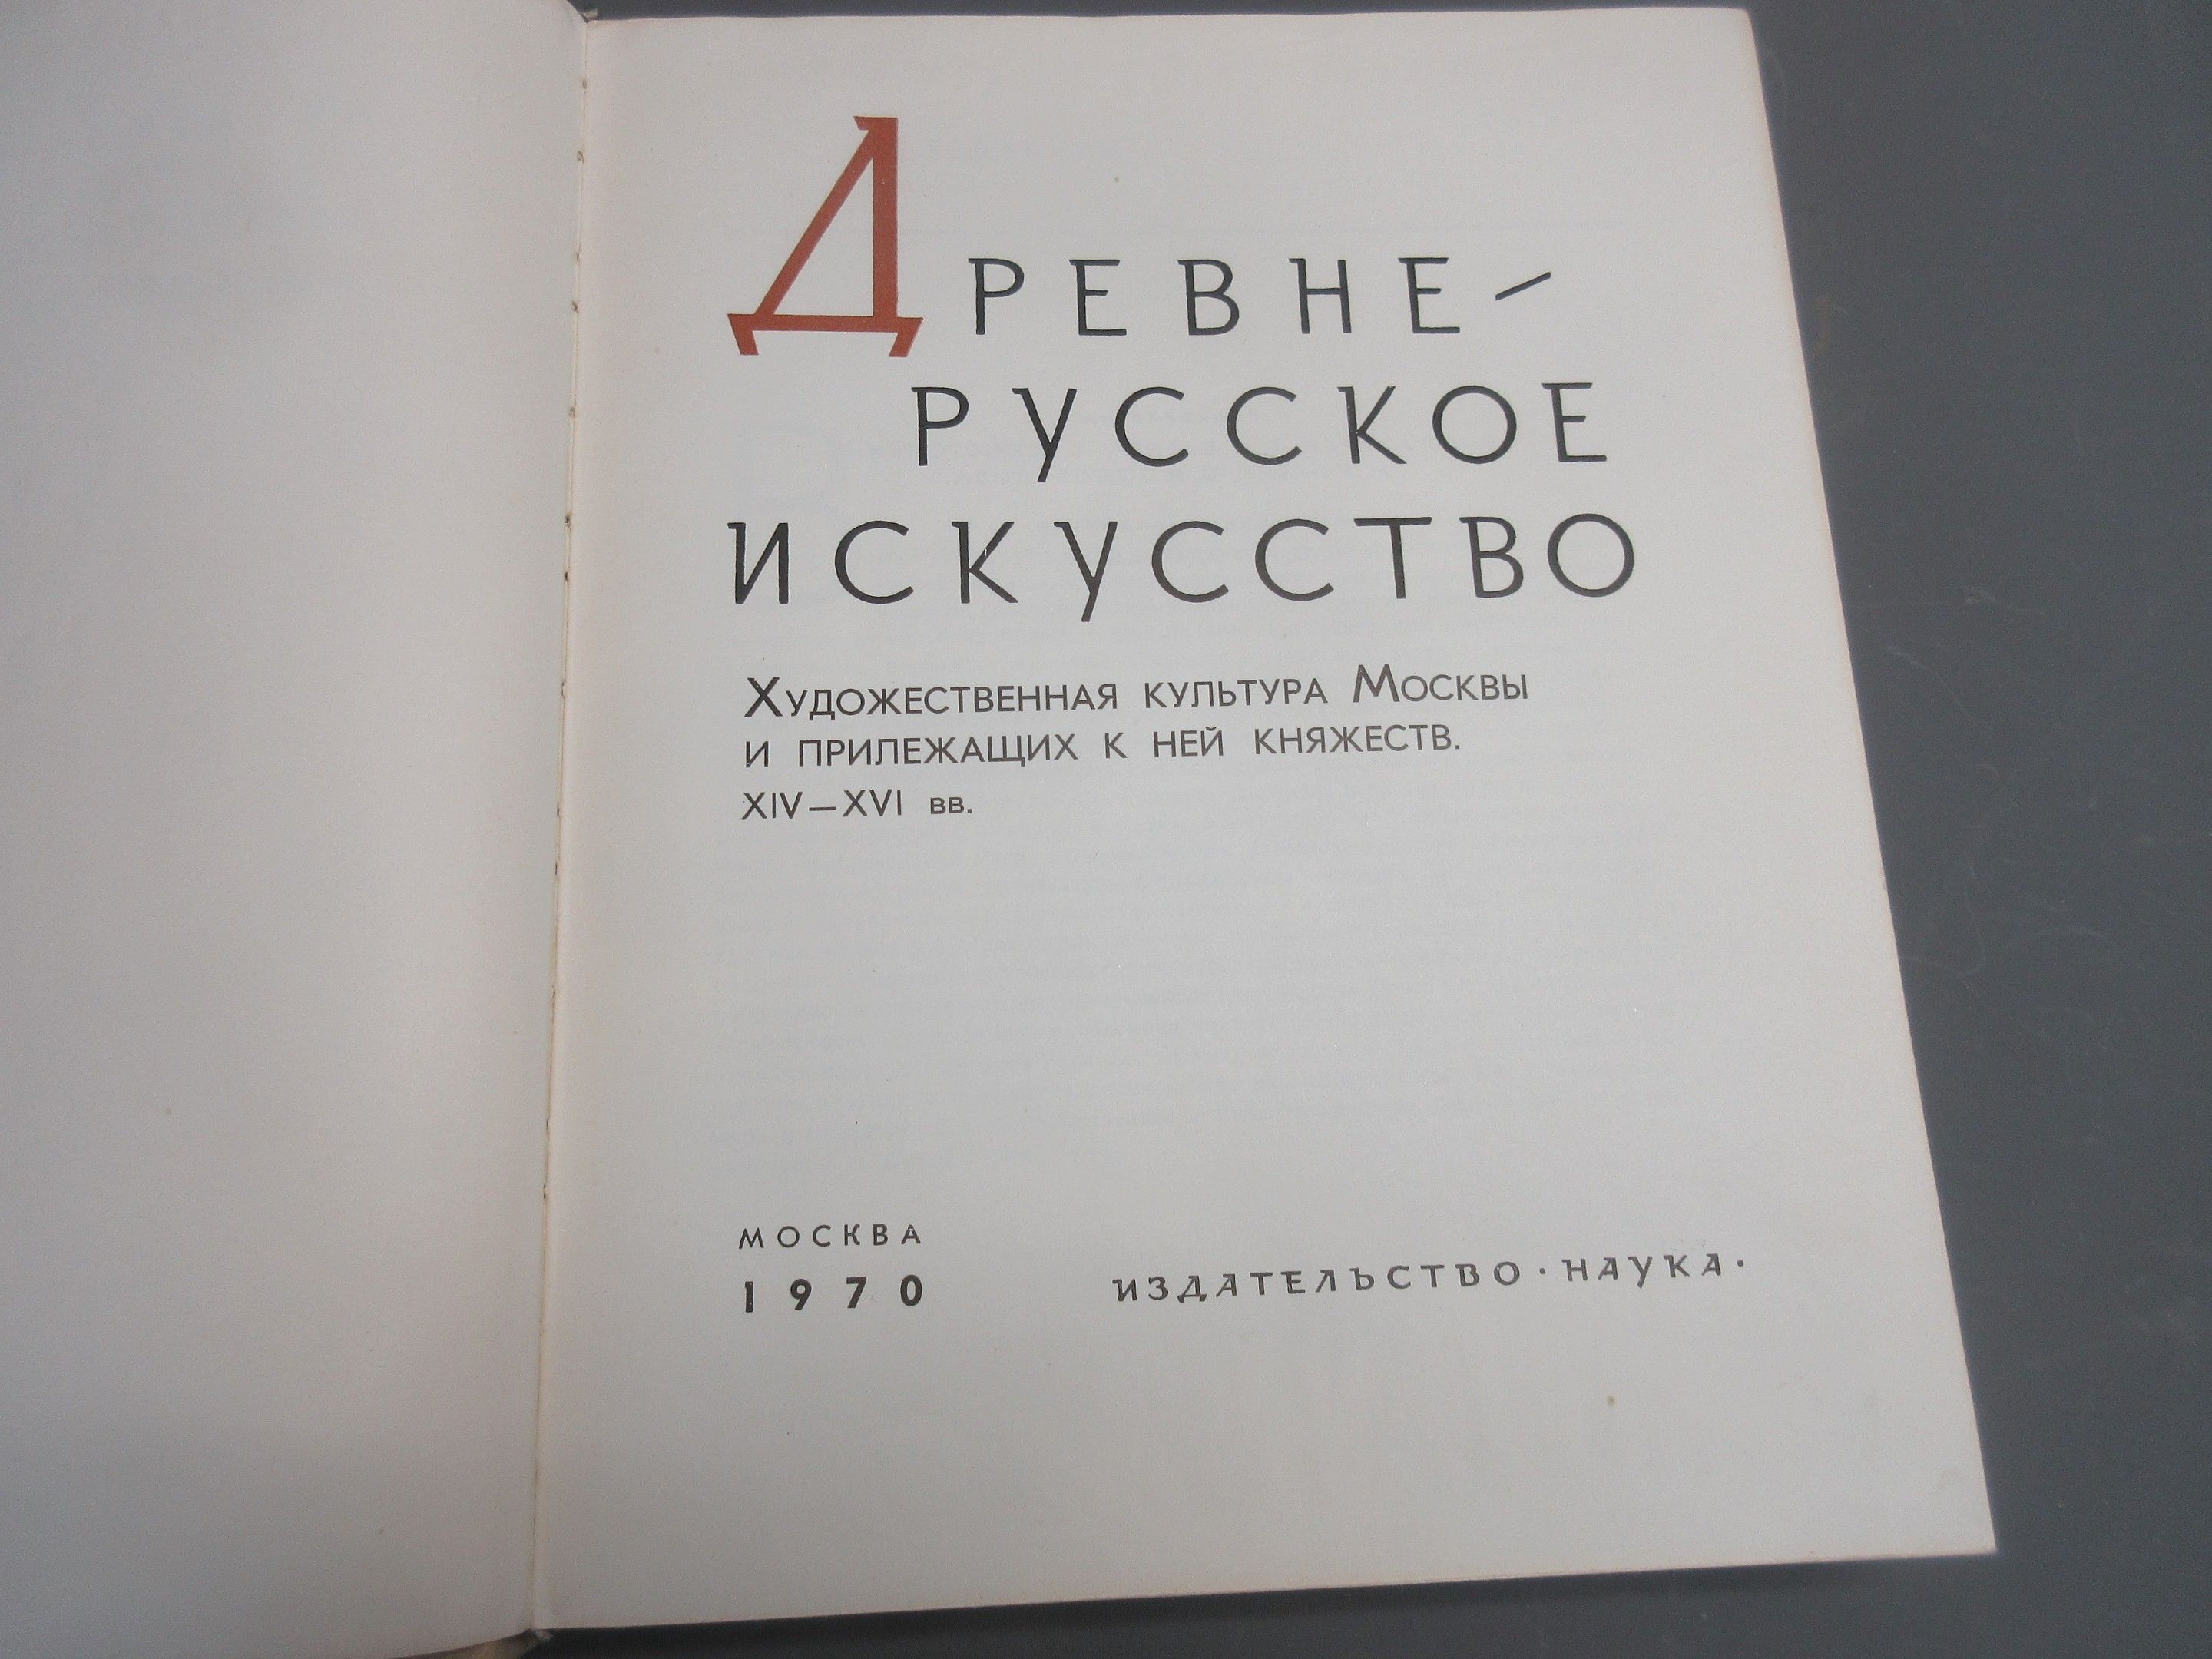 ДРЕВНЕ-
РУССКОЕ
ИСКУССТВО
Художественная культура Москвы
и прилежащих к ней княжеств.
XIV—XVI вв.
МОСКВА
1970
ИЗДАТЕЛЬСТВО·НАУКА·